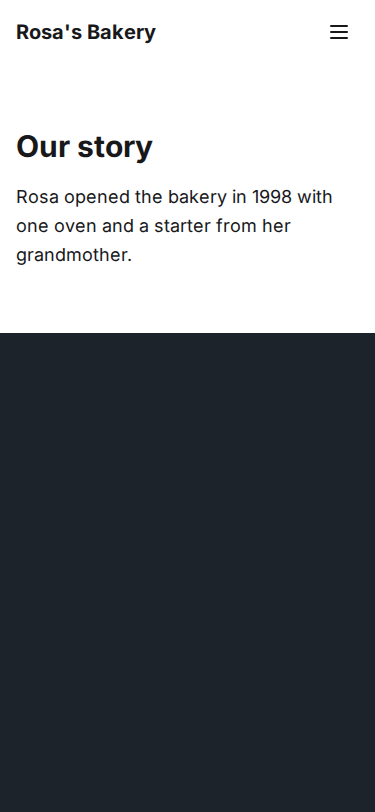 Rosa's Bakery
Our story
Rosa opened the bakery in 1998 with
one oven and a starter from her
grandmother.